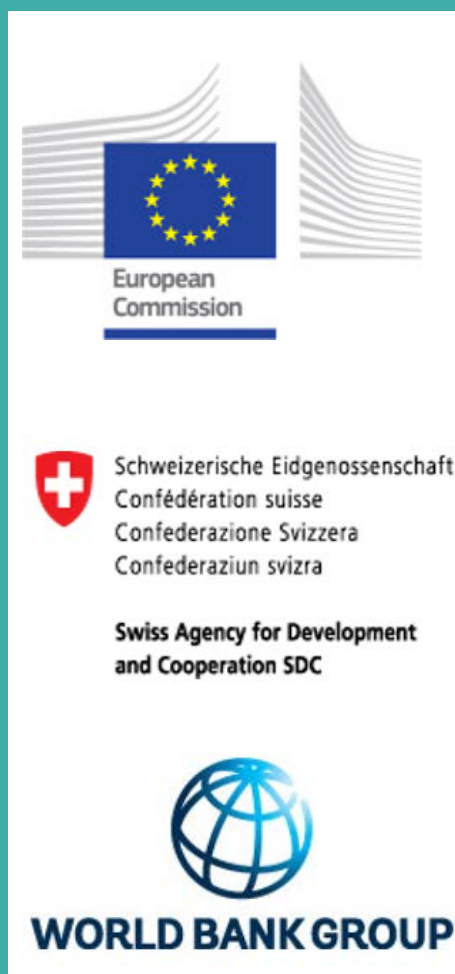 European
Commission
Schweizerische Eidgenossenschaft
Confédération suisse
Confederazione Svizzera
Confederaziun svizra
Swiss Agency for Development
and Cooperation SDC
WORLD BANK GROUP